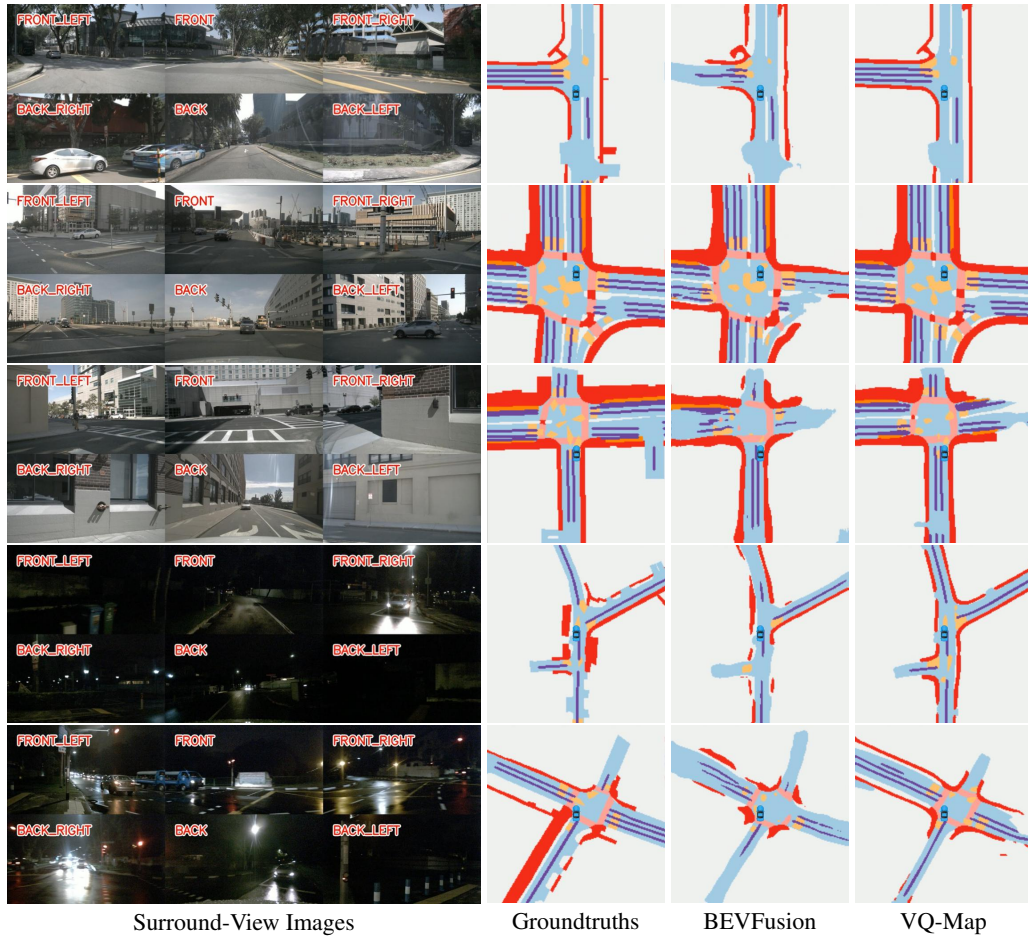 FRONT_LEFT FRONT FRONT_RIGHT
BACK_RIGHT BACK BACK_LEFT
FRONT_LEFT FRONT FRONT_RIGHT
BACK_RIGHT BACK BACK_LEFT
FRONT_LEFT FRONT FRONT_RIGHT
BACK_RIGHT BACK BACK_LEFT
FRONT_LEFT FRONT FRONT_RIGHT
BACK_RIGHT BACK BACK_LEFT
FRONT_LEFT FRONT FRONT_RIGHT
BACK_RIGHT BACK BACK_LEFT
Surround-View Images Groundtruths BEVFusion VQ-Map